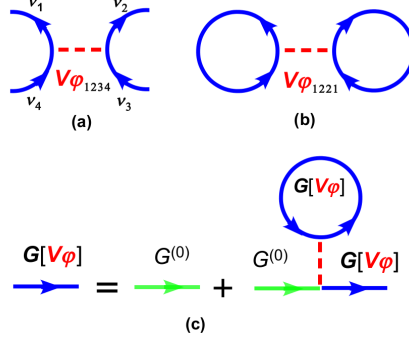 ν₁ ν₂
Vφ₁₂₃₄
ν₄ ν₃
(a)
Vφ₁₂₂₁
(b)
G[Vφ]
G[Vφ] = G⁽⁰⁾ + G⁽⁰⁾ G[Vφ]
(c)